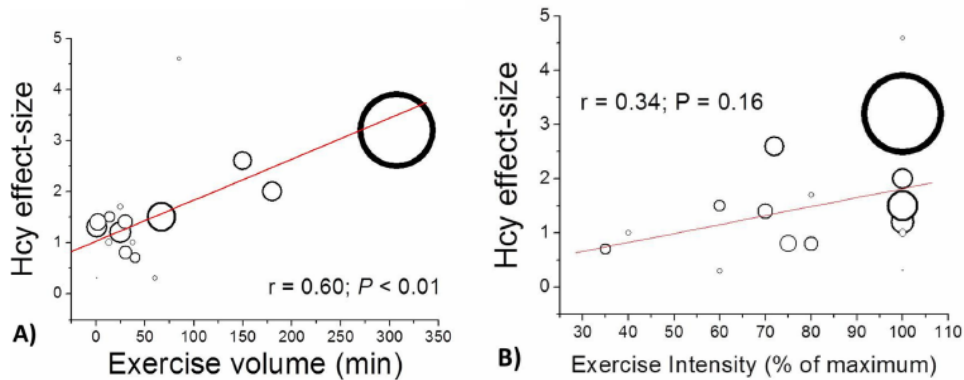 5
4
3
2
1
0
Hcy effect-size
r = 0.60; P < 0.01
0 50 100 150 200 250 300 350
Exercise volume (min)
A)
5
4
3
2
1
0
Hcy effect-size
r = 0.34; P = 0.16
30 40 50 60 70 80 90 100 110
Exercise Intensity (% of maximum)
B)